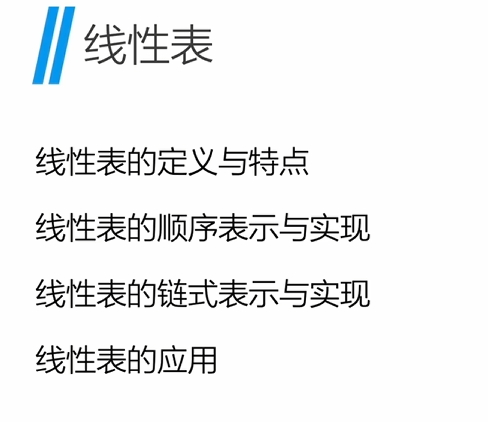 线性表
线性表的定义与特点
线性表的顺序表示与实现
线性表的链式表示与实现
线性表的应用